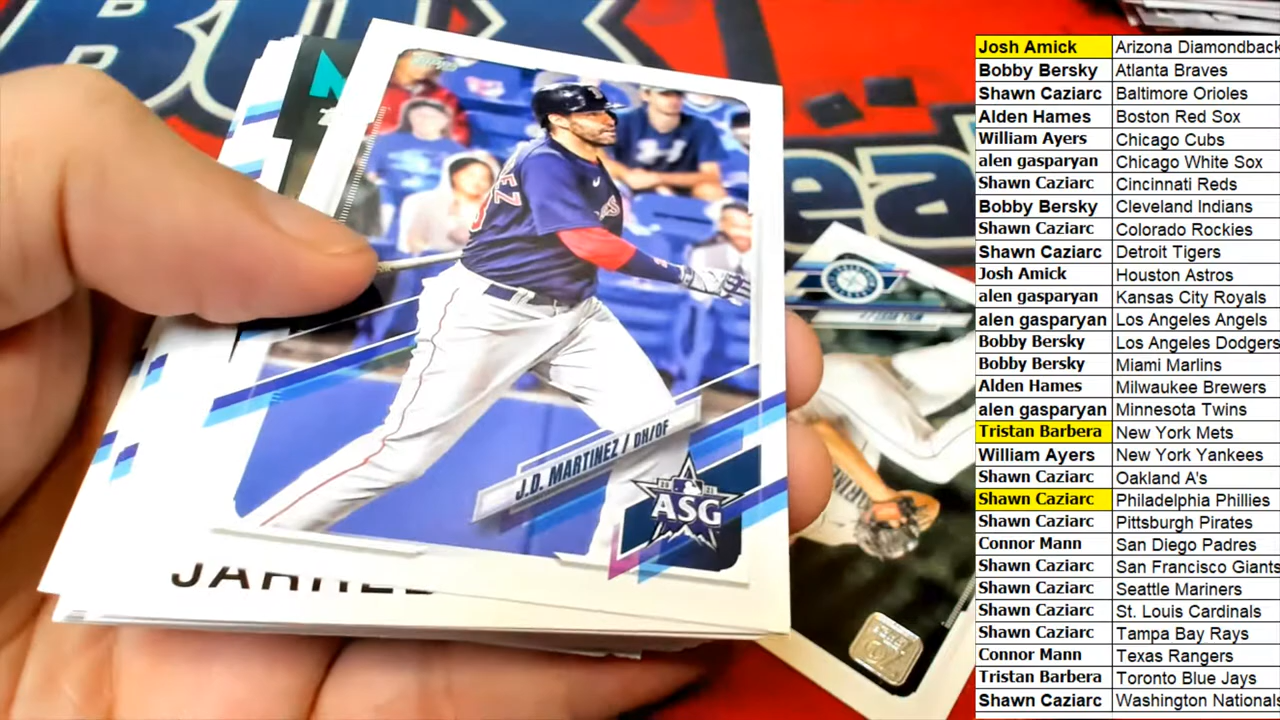 TOPPS
EZ
J.D. MARTINEZ / DH/OF
2021
ASG
Josh Amick Arizona Diamondback
Bobby Bersky Atlanta Braves
Shawn Caziarc Baltimore Orioles
Alden Hames Boston Red Sox
William Ayers Chicago Cubs
alen gasparyan Chicago White Sox
Shawn Caziarc Cincinnati Reds
Bobby Bersky Cleveland Indians
Shawn Caziarc Colorado Rockies
Shawn Caziarc Detroit Tigers
Josh Amick Houston Astros
alen gasparyan Kansas City Royals
alen gasparyan Los Angeles Angels
Bobby Bersky Los Angeles Dodgers
Bobby Bersky Miami Marlins
Alden Hames Milwaukee Brewers
alen gasparyan Minnesota Twins
Tristan Barbera New York Mets
William Ayers New York Yankees
Shawn Caziarc Oakland A's
Shawn Caziarc Philadelphia Phillies
Shawn Caziarc Pittsburgh Pirates
Connor Mann San Diego Padres
Shawn Caziarc San Francisco Giants
Shawn Caziarc Seattle Mariners
Shawn Caziarc St. Louis Cardinals
Shawn Caziarc Tampa Bay Rays
Connor Mann Texas Rangers
Tristan Barbera Toronto Blue Jays
Shawn Caziarc Washington Nationals